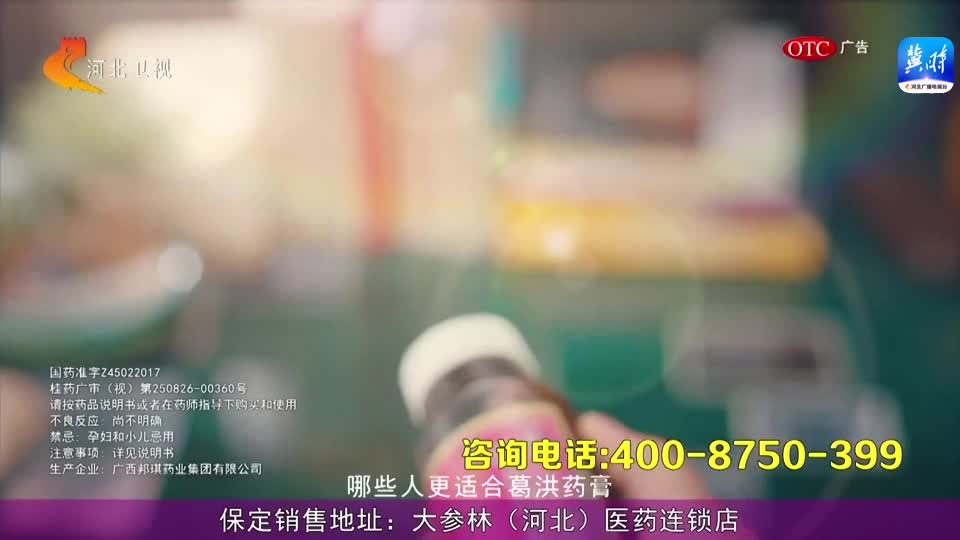 河北卫视
OTC 广告
冀时
河北广播电视台
国药准字Z45022017
桂药广审（视）第250826-00360号
请按药品说明书或者在药师指导下购买和使用
不良反应：尚不明确
禁忌：孕妇和小儿忌用
注意事项：详见说明书
生产企业：广西邦琪药业集团有限公司
咨询电话:400-8750-399
哪些人更适合葛洪药膏
保定销售地址：大参林（河北）医药连锁店